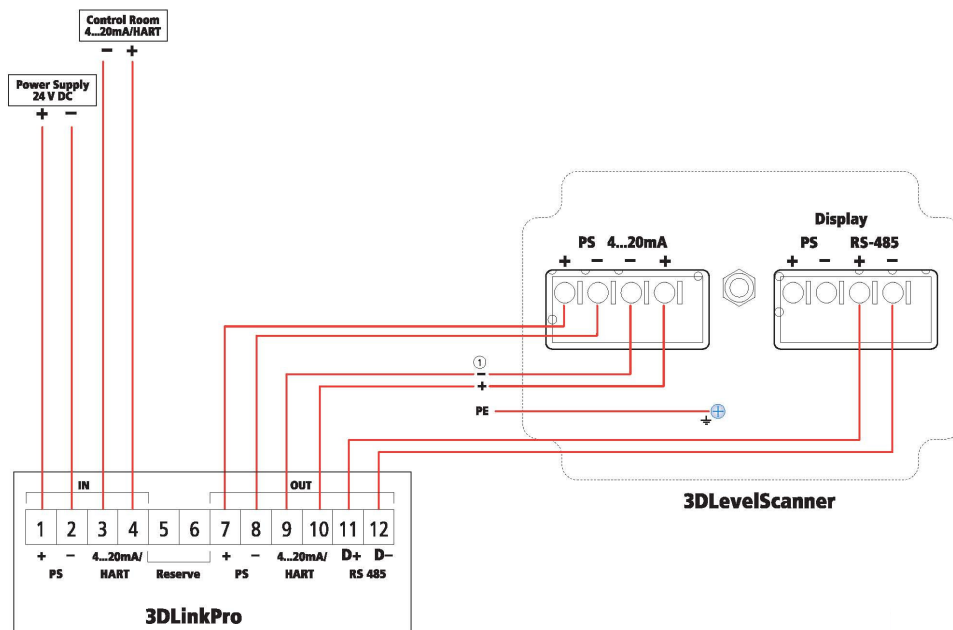 Control Room
4...20mA/HART
− +
Power Supply
24 V DC
+ −
Display
PS 4...20mA
+ − − +
PS RS-485
+ − + −
1
−
+
PE
3DLevelScanner
IN OUT
1 2 3 4 5 6 7 8 9 10 11 12
+ − 4...20mA/ + − 4...20mA/ D+ D−
PS HART Reserve PS HART RS 485
3DLinkPro